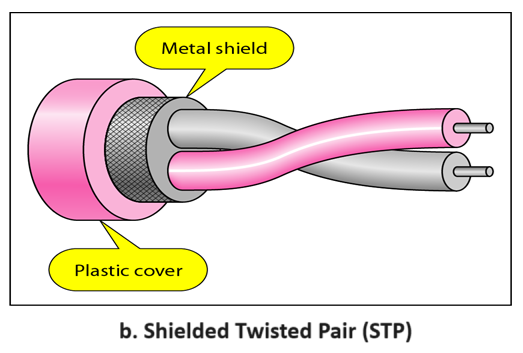 Metal shield
Plastic cover
b. Shielded Twisted Pair (STP)